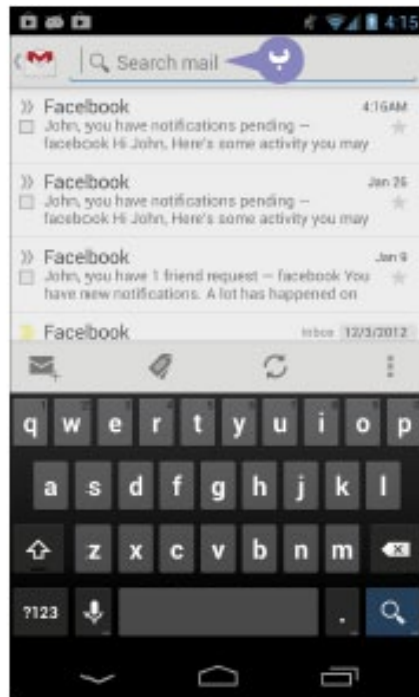 4:15
Search mail
ب
Facebook 4:16AM
John, you have notifications pending –
facebook Hi John, Here's some activity you may
Facebook Jan 26
John, you have notifications pending –
facebook Hi John, Here's some activity you may
Facebook Jan 9
John, you have 1 friend request – facebook You
have new notifications. A lot has happened on
Facebook Inbox 12/3/2012
q w e r t y u i o p
a s d f g h j k l
z x c v b n m
?123 .